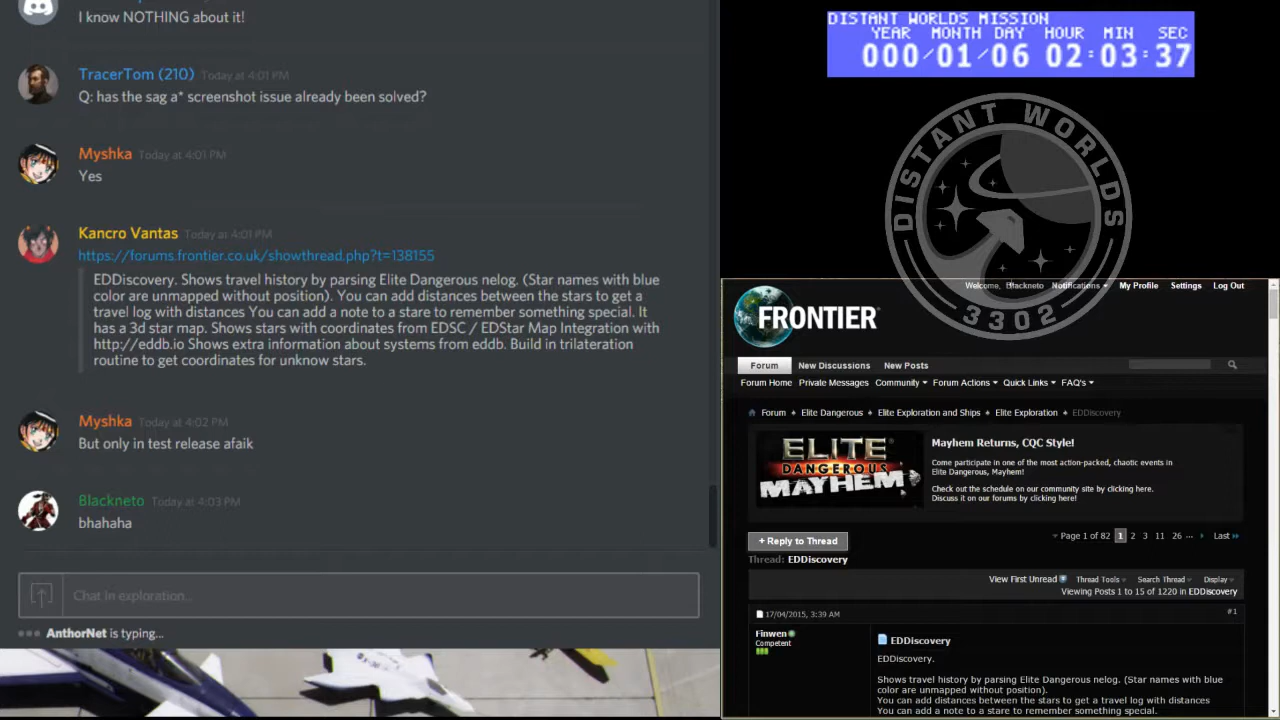 I know NOTHING about it!
TracerTom (210) Today at 4:01 PM
Q: has the sag a* screenshot issue already been solved?
Myshka Today at 4:01 PM
Yes
Kancro Vantas Today at 4:01 PM
https://forums.frontier.co.uk/showthread.php?t=138155
EDDiscovery. Shows travel history by parsing Elite Dangerous nelog. (Star names with blue
color are unmapped without position). You can add distances between the stars to get a
travel log with distances You can add a note to a stare to remember something special. It
has a 3d star map. Shows stars with coordinates from EDSC / EDStar Map Integration with
http://eddb.io Shows extra information about systems from eddb. Build in trilateration
routine to get coordinates for unknow stars.
Myshka Today at 4:02 PM
But only in test release afaik
Blackneto Today at 4:03 PM
bhahaha
Chat in exploration...
AnthorNet is typing...
DISTANT WORLDS MISSION
YEAR MONTH DAY HOUR MIN SEC
000/01/06 02:03:37
DISTANT WORLDS
3302
Welcome, Blackneto Notifications My Profile Settings Log Out
FRONTIER
Forum New Discussions New Posts
Forum Home Private Messages Community Forum Actions Quick Links FAQ's
Forum Elite Dangerous Elite Exploration and Ships Elite Exploration EDDiscovery
ELITE
DANGEROUS
MAYHEM
Mayhem Returns, CQC Style!
Come participate in one of the most action-packed, chaotic events in
Elite Dangerous, Mayhem!
Check out the schedule on our community site by clicking here.
Discuss it on our forums by clicking here!
+ Reply to Thread
Page 1 of 82 1 2 3 11 26 ... Last
Thread: EDDiscovery
View First Unread Thread Tools Search Thread Display
Viewing Posts 1 to 15 of 1220 in EDDiscovery
17/04/2015, 3:39 AM
#1
Finwen
Competent
EDDiscovery
EDDiscovery.
Shows travel history by parsing Elite Dangerous nelog. (Star names with blue
color are unmapped without position).
You can add distances between the stars to get a travel log with distances
You can add a note to a stare to remember something special.